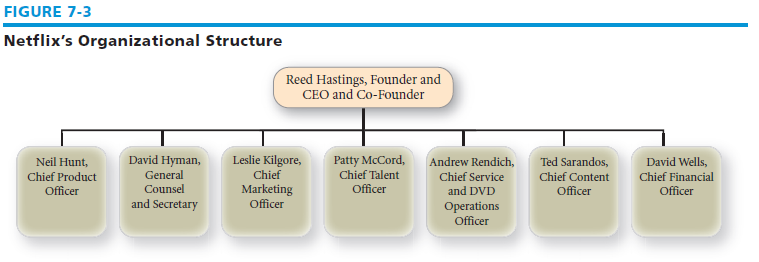 FIGURE 7-3
Netflix's Organizational Structure
Reed Hastings, Founder and
CEO and Co-Founder
Neil Hunt,
Chief Product
Officer
David Hyman,
General
Counsel
and Secretary
Leslie Kilgore,
Chief
Marketing
Officer
Patty McCord,
Chief Talent
Officer
Andrew Rendich,
Chief Service
and DVD
Operations
Officer
Ted Sarandos,
Chief Content
Officer
David Wells,
Chief Financial
Officer